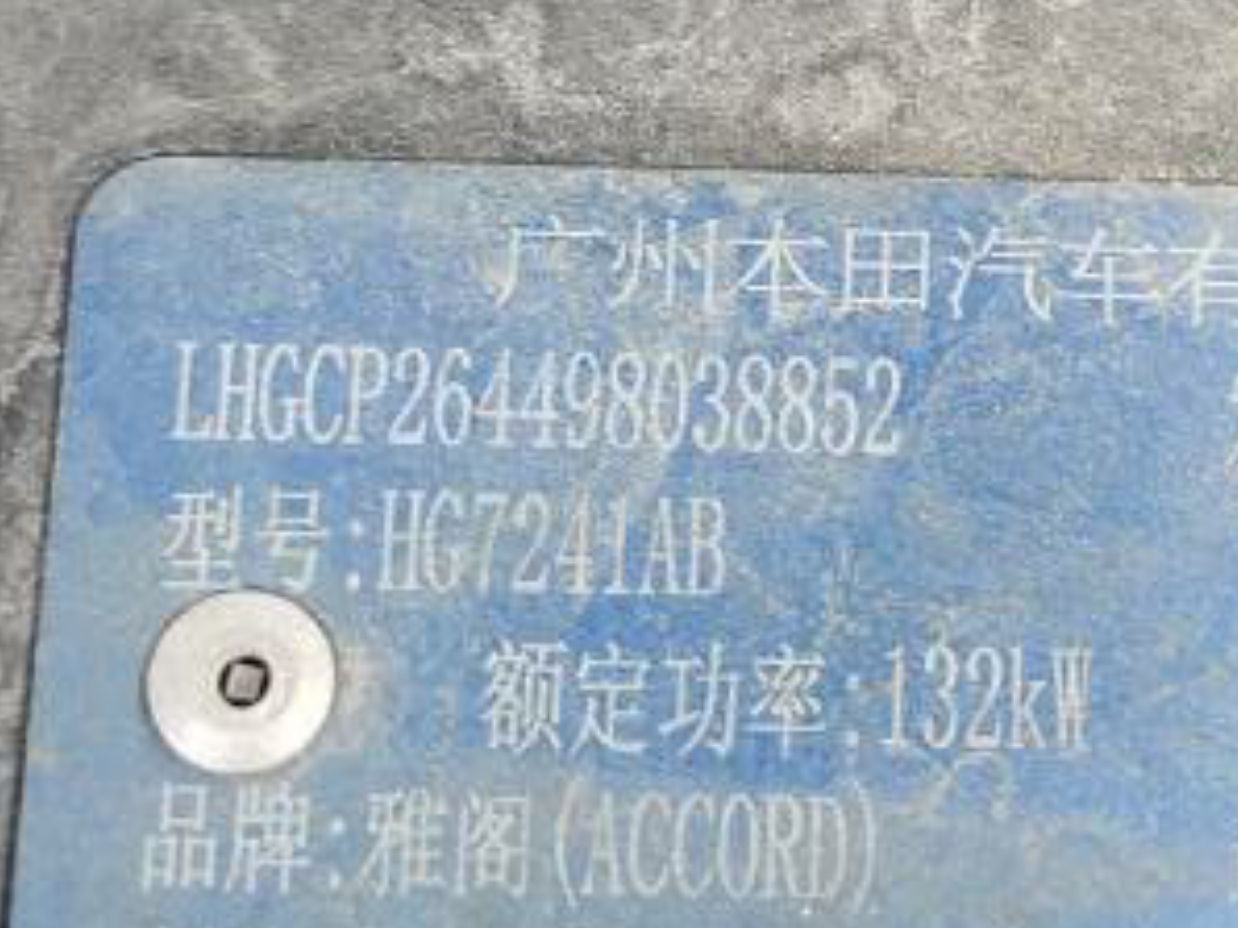 广州本田汽车有
LHGCP264498038852
型号:HG7241AB
额定功率:132kW
品牌:雅阁(ACCORD)